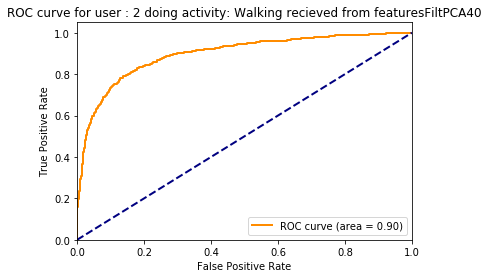 ROC curve for user : 2 doing activity: Walking recieved from featuresFiltPCA40
1.0
0.8
0.6
0.4
0.2
0.0
True Positive Rate
ROC curve (area = 0.90)
0.0 0.2 0.4 0.6 0.8 1.0
False Positive Rate